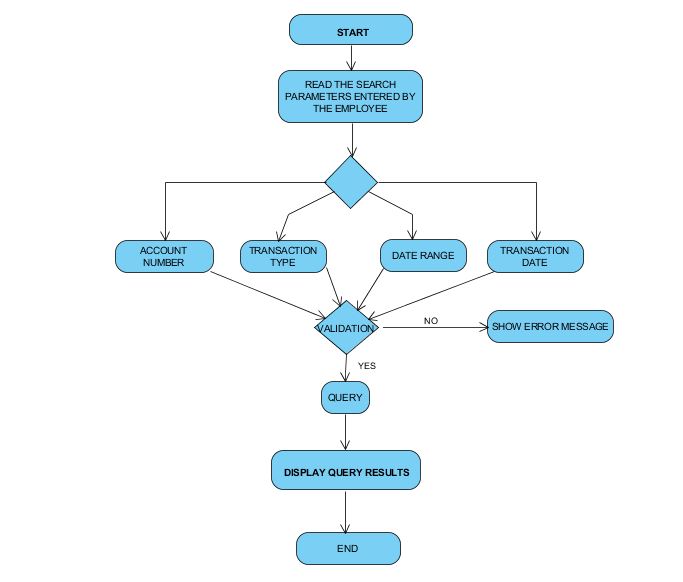 START
READ THE SEARCH
PARAMETERS ENTERED BY
THE EMPLOYEE
ACCOUNT
NUMBER
TRANSACTION
TYPE
DATE RANGE
TRANSACTION
DATE
VALIDATION
NO
SHOW ERROR MESSAGE
YES
QUERY
DISPLAY QUERY RESULTS
END